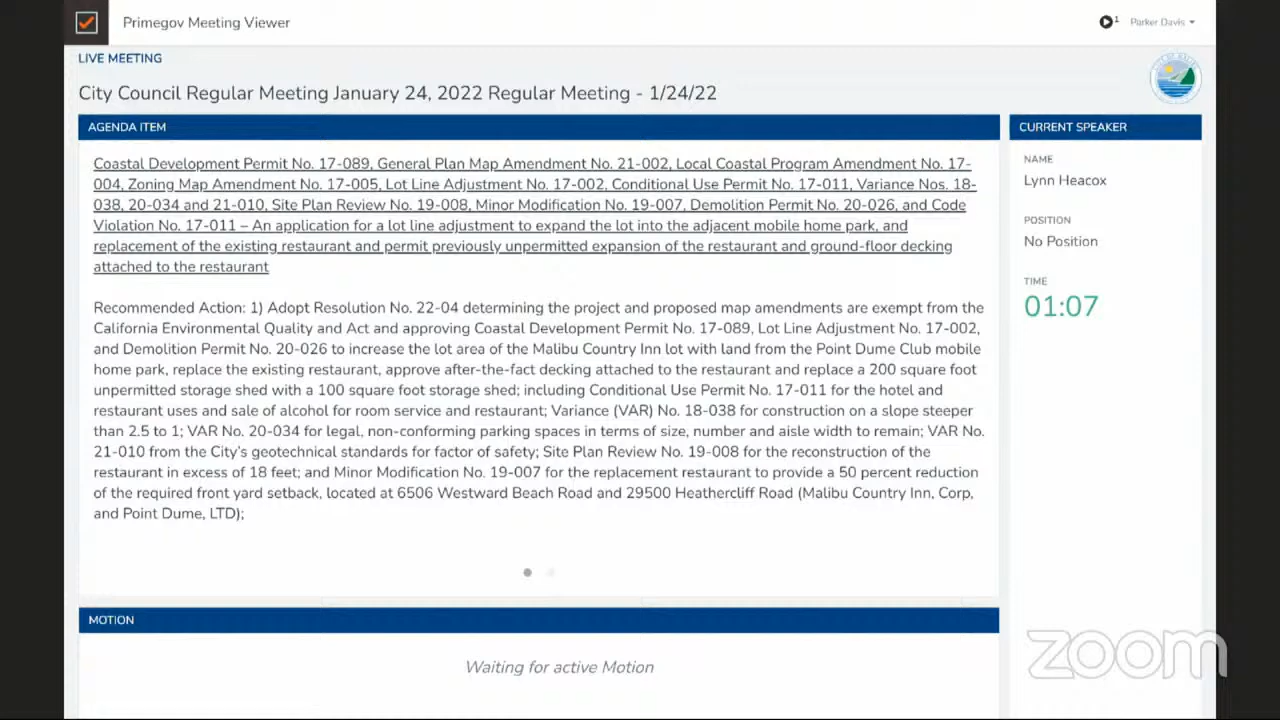 Primegov Meeting Viewer
1
Parker Davis
LIVE MEETING
City Council Regular Meeting January 24, 2022 Regular Meeting - 1/24/22
AGENDA ITEM
Coastal Development Permit No. 17-089, General Plan Map Amendment No. 21-002, Local Coastal Program Amendment No. 17-
004, Zoning Map Amendment No. 17-005, Lot Line Adjustment No. 17-002, Conditional Use Permit No. 17-011, Variance Nos. 18-
038, 20-034 and 21-010, Site Plan Review No. 19-008, Minor Modification No. 19-007, Demolition Permit No. 20-026, and Code
Violation No. 17-011 – An application for a lot line adjustment to expand the lot into the adjacent mobile home park, and
replacement of the existing restaurant and permit previously unpermitted expansion of the restaurant and ground-floor decking
attached to the restaurant
Recommended Action: 1) Adopt Resolution No. 22-04 determining the project and proposed map amendments are exempt from the
California Environmental Quality and Act and approving Coastal Development Permit No. 17-089, Lot Line Adjustment No. 17-002,
and Demolition Permit No. 20-026 to increase the lot area of the Malibu Country Inn lot with land from the Point Dume Club mobile
home park, replace the existing restaurant, approve after-the-fact decking attached to the restaurant and replace a 200 square foot
unpermitted storage shed with a 100 square foot storage shed; including Conditional Use Permit No. 17-011 for the hotel and
restaurant uses and sale of alcohol for room service and restaurant; Variance (VAR) No. 18-038 for construction on a slope steeper
than 2.5 to 1; VAR No. 20-034 for legal, non-conforming parking spaces in terms of size, number and aisle width to remain; VAR No.
21-010 from the City's geotechnical standards for factor of safety; Site Plan Review No. 19-008 for the reconstruction of the
restaurant in excess of 18 feet; and Minor Modification No. 19-007 for the replacement restaurant to provide a 50 percent reduction
of the required front yard setback, located at 6506 Westward Beach Road and 29500 Heathercliff Road (Malibu Country Inn, Corp,
and Point Dume, LTD);
MOTION
Waiting for active Motion
CURRENT SPEAKER
NAME
Lynn Heacox
POSITION
No Position
TIME
01:07
zoom